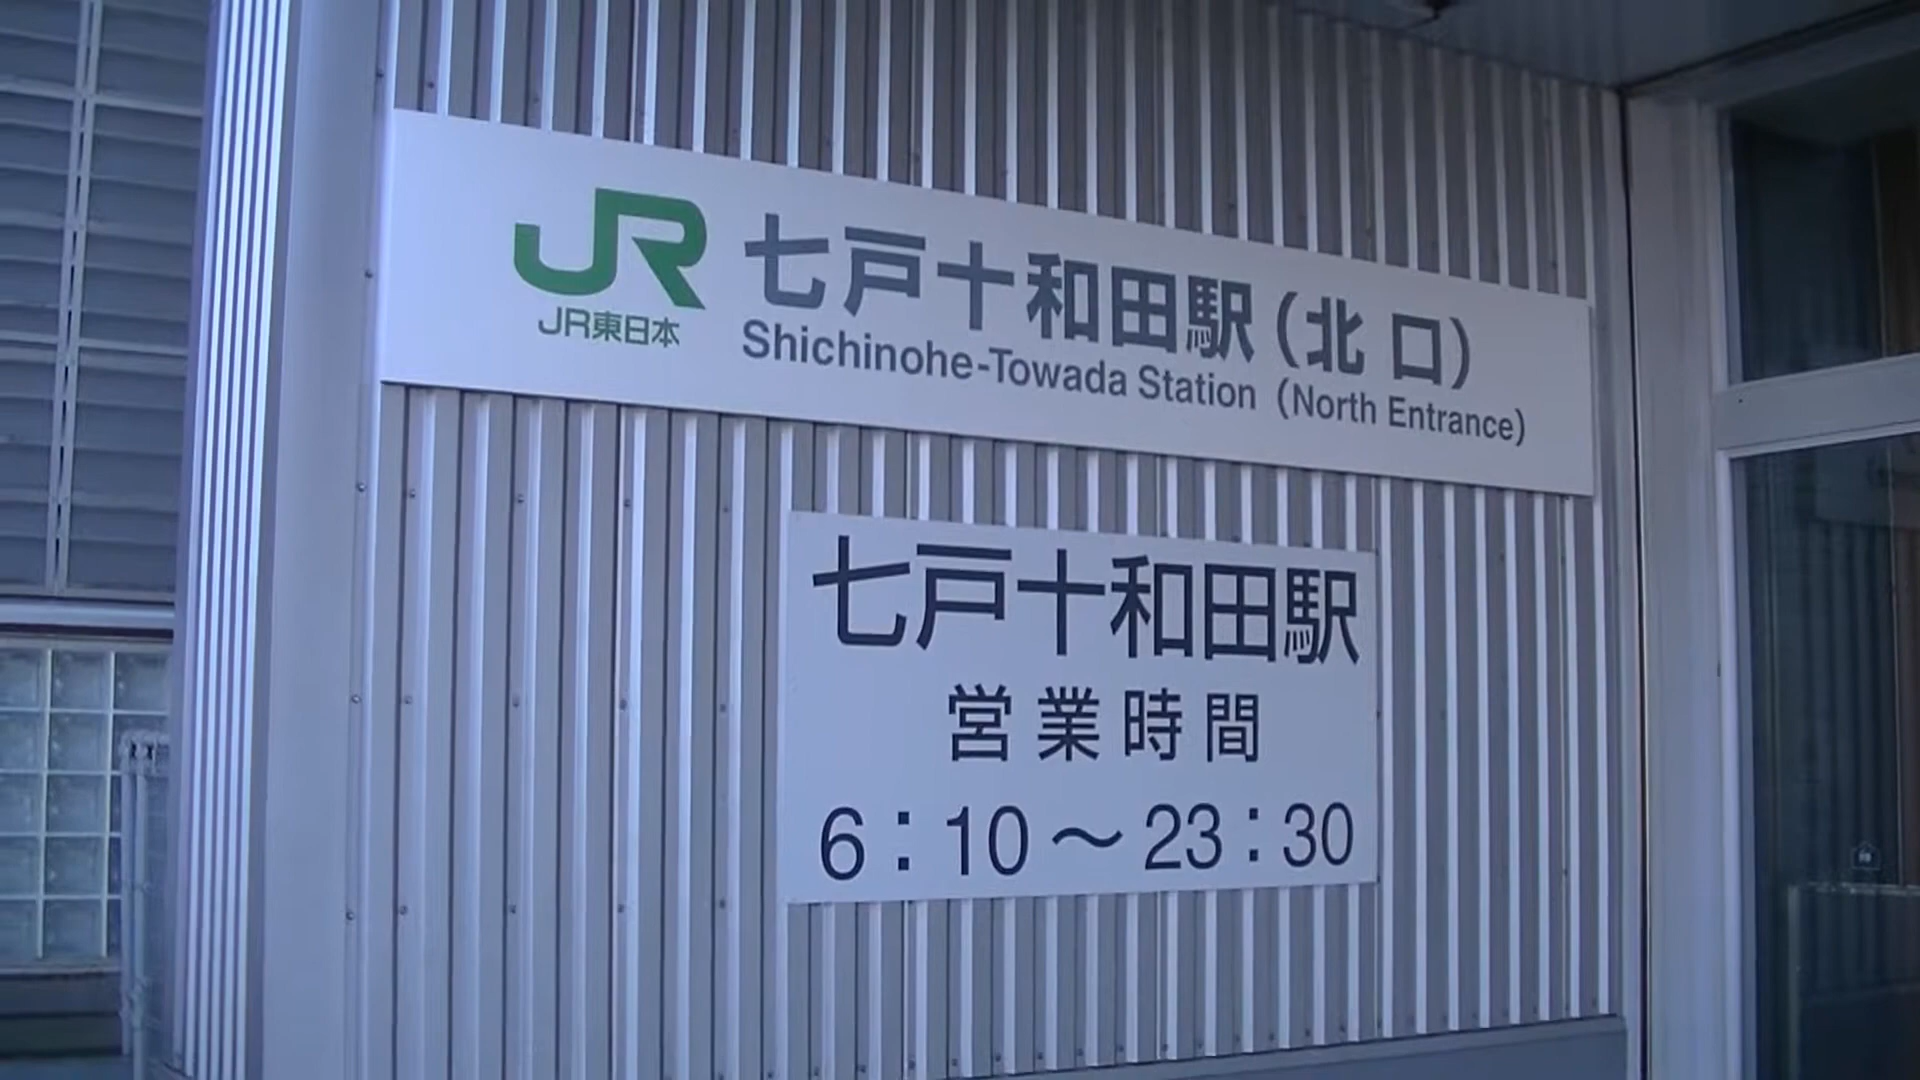 JR
JR東日本
七戸十和田駅（北口）
Shichinohe-Towada Station (North Entrance)
七戸十和田駅
営業時間
6：10～23：30